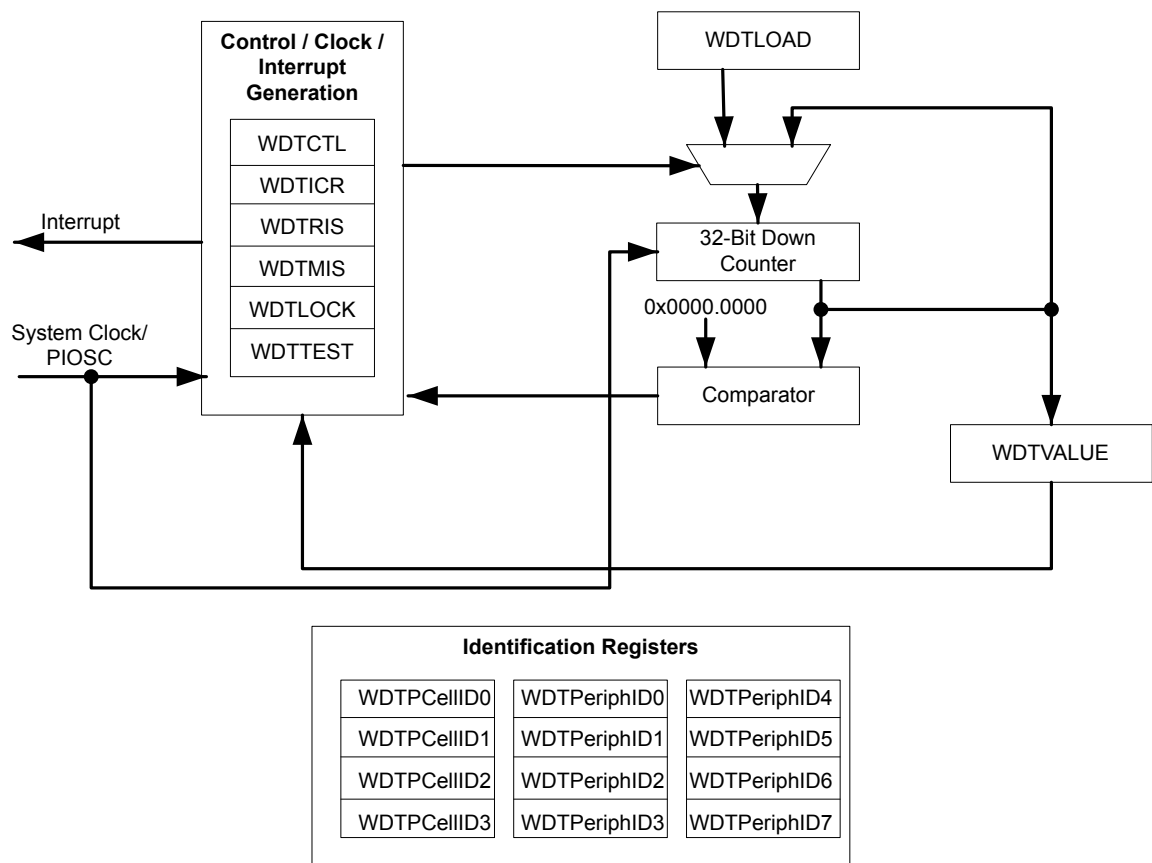 Control / Clock /
Interrupt
Generation
WDTCTL
WDTICR
WDTRIS
WDTMIS
WDTLOCK
WDTTEST
Interrupt
System Clock/
PIOSC
WDTLOAD
32-Bit Down
Counter
0x0000.0000
Comparator
WDTVALUE
Identification Registers
WDTPCellID0
WDTPeriphID0
WDTPeriphID4
WDTPCellID1
WDTPeriphID1
WDTPeriphID5
WDTPCellID2
WDTPeriphID2
WDTPeriphID6
WDTPCellID3
WDTPeriphID3
WDTPeriphID7